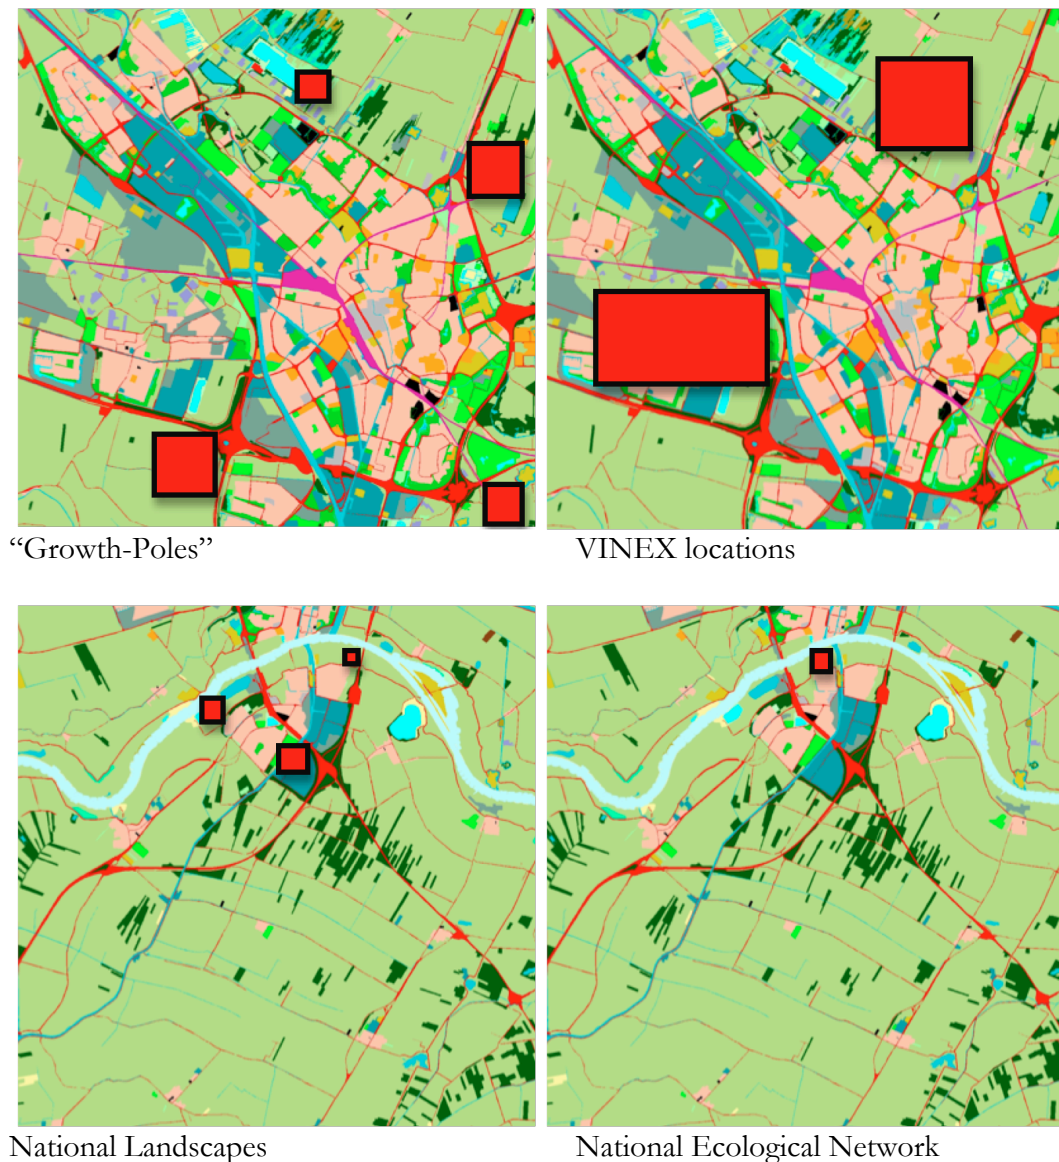 “Growth-Poles”
VINEX locations
National Landscapes
National Ecological Network